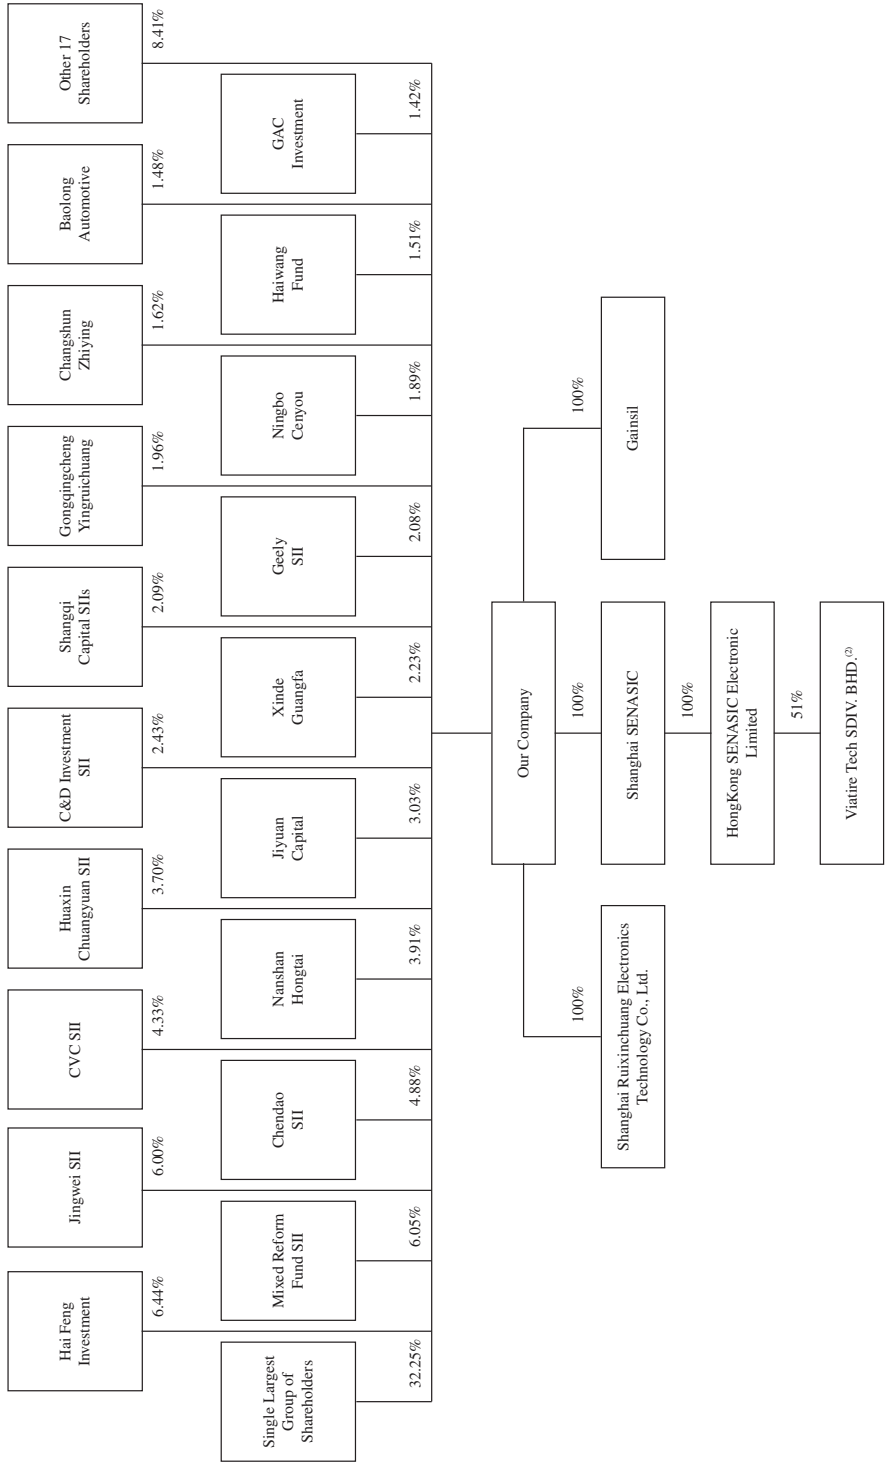 Hai Feng
Investment
6.44%
Jingwei SII
6.00%
CVC SII
4.33%
Huaxin
Chuangyuan SII
3.70%
C&D Investment
SII
2.43%
Shangqi
Capital SIIs
2.09%
Gongqingcheng
Yingruichuang
1.96%
Changshun
Zhiying
1.62%
Baolong
Automotive
1.48%
Other 17
Shareholders
8.41%
Single Largest
Group of
Shareholders
32.25%
Mixed Reform
Fund SII
6.05%
Chendao
SII
4.88%
Nanshan
Hongtai
3.91%
Jiyuan
Capital
3.03%
Xinde
Guangfa
2.23%
Geely
SII
2.08%
Ningbo
Cenyou
1.89%
Haiwang
Fund
1.51%
GAC
Investment
1.42%
Our Company
100%
Shanghai Ruixinchuang Electronics
Technology Co., Ltd.
100%
Shanghai SENASIC
100%
Gainsil
100%
HongKong SENASIC Electronic
Limited
51%
Viatire Tech SDIV. BHD.(2)